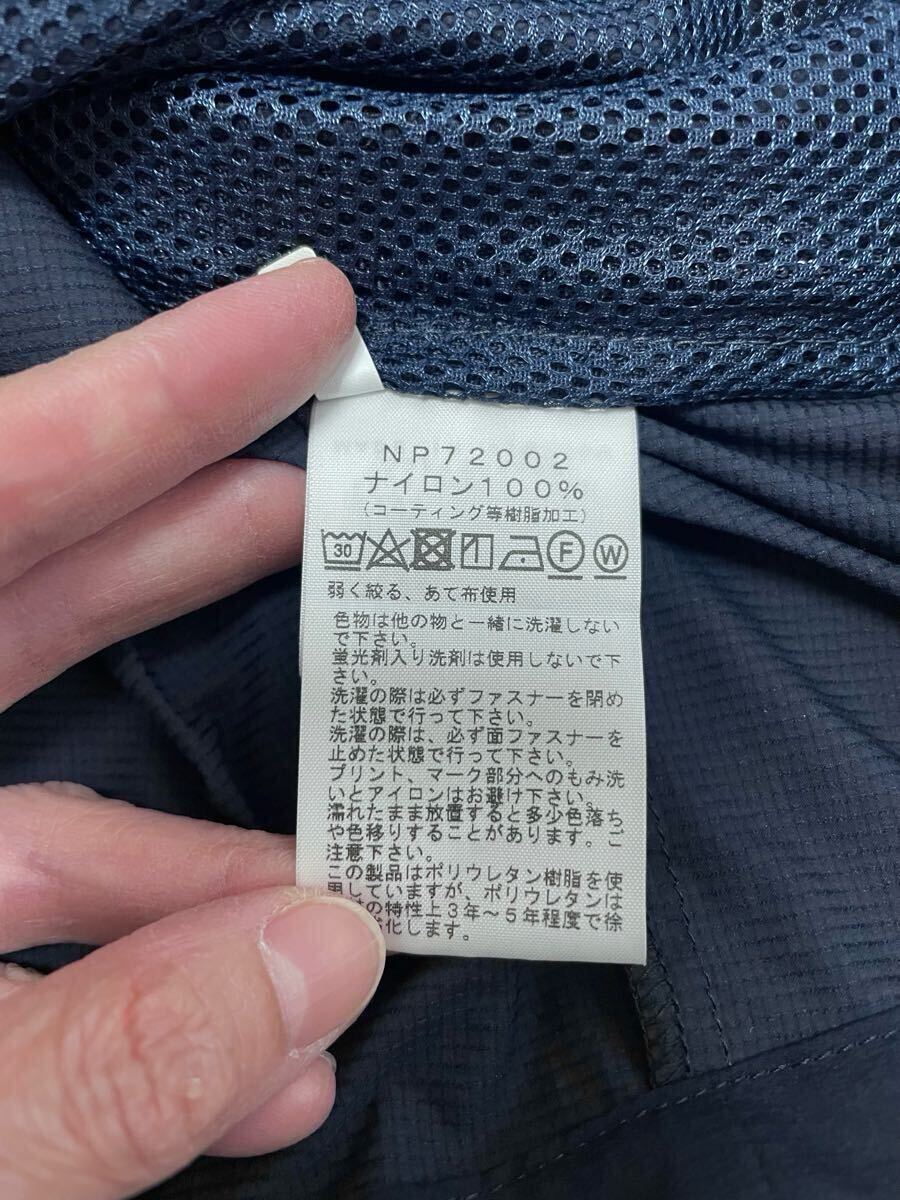 NP72002
ナイロン100%
(コーティング等樹脂加工)
30 F W
弱く絞る、あて布使用
色物は他の物と一緒に洗濯しない
で下さい。
蛍光剤入り洗剤は使用しないで下
さい。
洗濯の際は必ずファスナーを閉め
た状態で行って下さい。
洗濯の際は、必ず面ファスナーを
止めた状態で行って下さい。
プリント、マーク部分へのもみ洗
いとアイロンはお避け下さい。
濡れたまま放置すると多少色落ち
や色移りすることがあります。ご
注意下さい。
この製品はポリウレタン樹脂を使
用していますが、ポリウレタンは
の特性上3年〜5年程度で徐
化します。